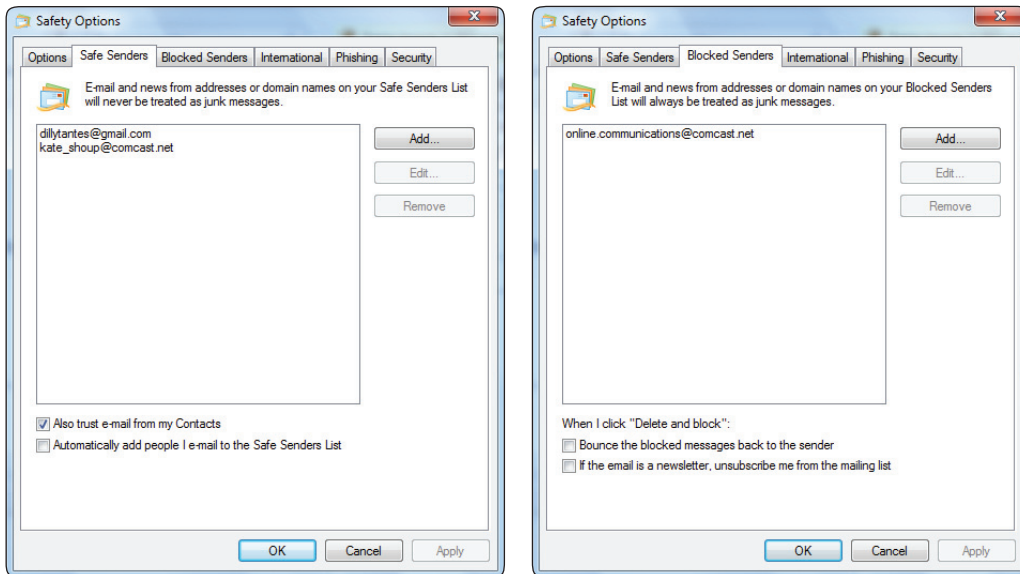 Safety Options
Options Safe Senders Blocked Senders International Phishing Security
E-mail and news from addresses or domain names on your Safe Senders List
will never be treated as junk messages.
dillytantes@gmail.com
kate_shoup@comcast.net
Add...
Edit...
Remove
Also trust e-mail from my Contacts
Automatically add people I e-mail to the Safe Senders List
OK Cancel Apply
Safety Options
Options Safe Senders Blocked Senders International Phishing Security
E-mail and news from addresses or domain names on your Blocked Senders
List will always be treated as junk messages.
online.communications@comcast.net
Add...
Edit...
Remove
When I click "Delete and block":
Bounce the blocked messages back to the sender
If the email is a newsletter, unsubscribe me from the mailing list
OK Cancel Apply